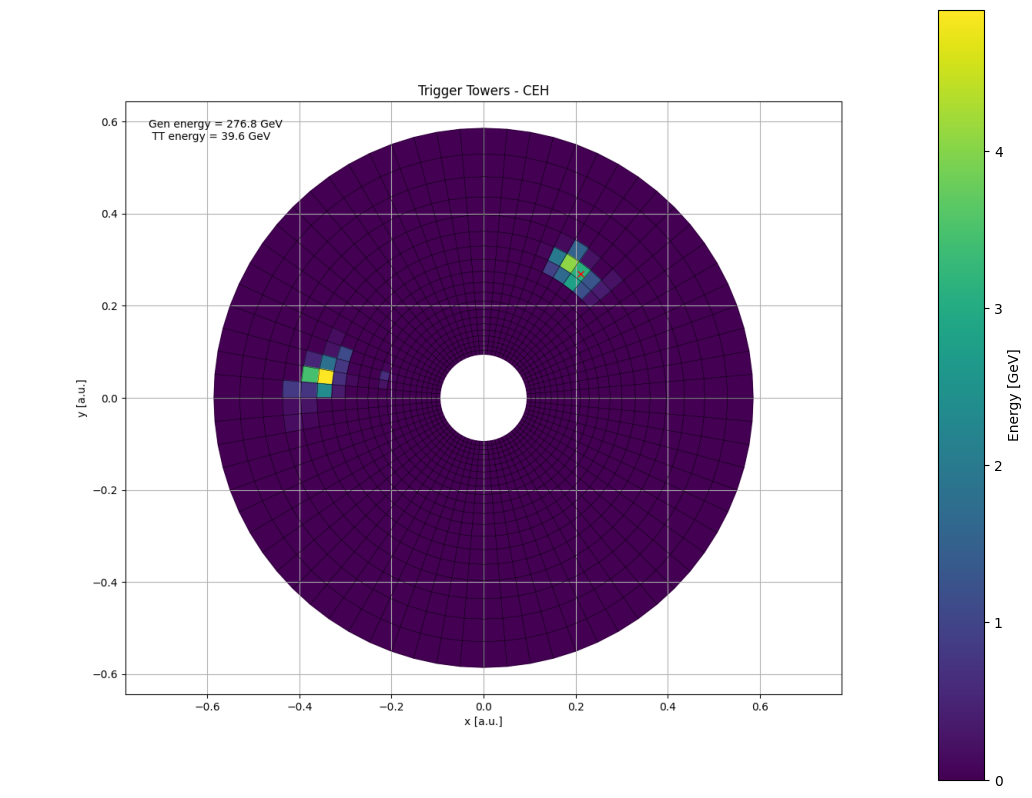 Trigger Towers - CEH
Gen energy = 276.8 GeV
TT energy = 39.6 GeV
0.6
0.4
0.2
0.0
−0.2
−0.4
−0.6
y [a.u.]
−0.6 −0.4 −0.2 0.0 0.2 0.4 0.6
x [a.u.]
4
3
2
1
0
Energy [GeV]